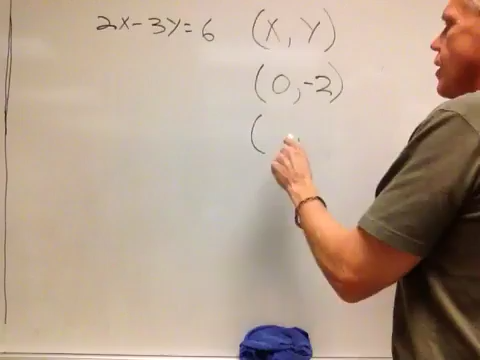 2x-3y=6 (x, y)
(0,-2)
(